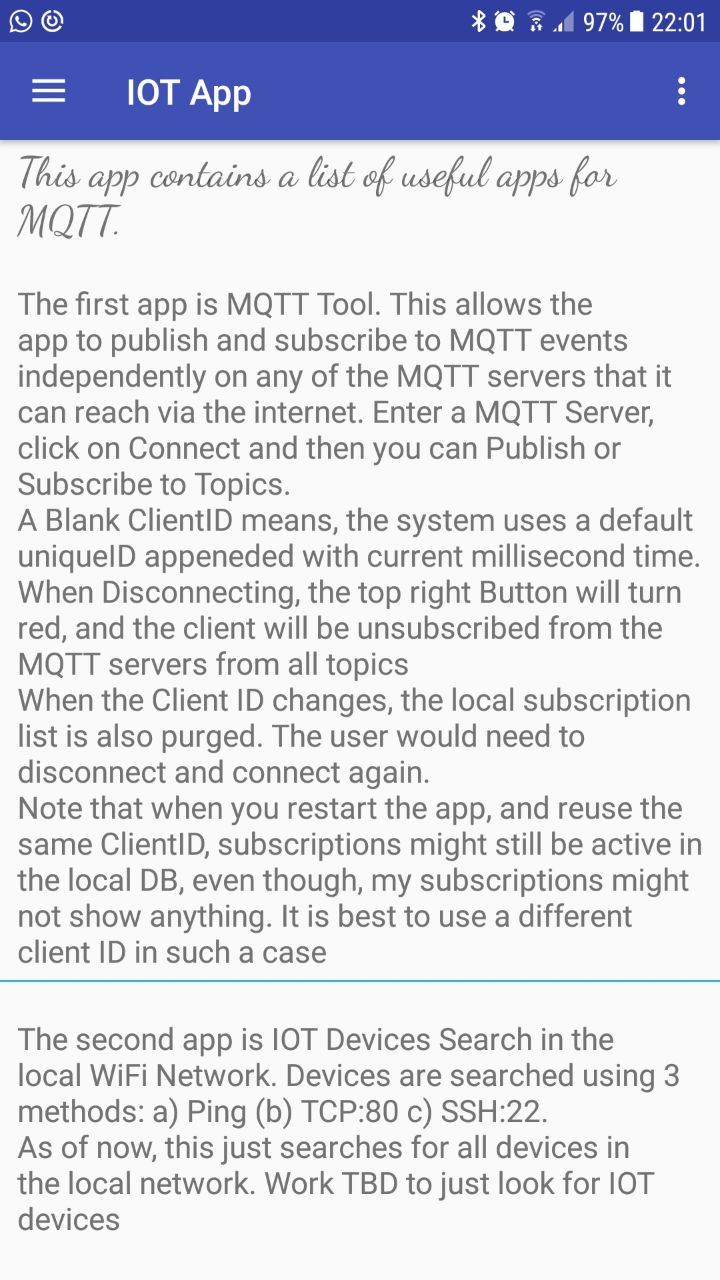 97% 22:01
IOT App
This app contains a list of useful apps for
MQTT.
The first app is MQTT Tool. This allows the
app to publish and subscribe to MQTT events
independently on any of the MQTT servers that it
can reach via the internet. Enter a MQTT Server,
click on Connect and then you can Publish or
Subscribe to Topics.
A Blank ClientID means, the system uses a default
uniqueID appeneded with current millisecond time.
When Disconnecting, the top right Button will turn
red, and the client will be unsubscribed from the
MQTT servers from all topics
When the Client ID changes, the local subscription
list is also purged. The user would need to
disconnect and connect again.
Note that when you restart the app, and reuse the
same ClientID, subscriptions might still be active in
the local DB, even though, my subscriptions might
not show anything. It is best to use a different
client ID in such a case
The second app is IOT Devices Search in the
local WiFi Network. Devices are searched using 3
methods: a) Ping (b) TCP:80 c) SSH:22.
As of now, this just searches for all devices in
the local network. Work TBD to just look for IOT
devices